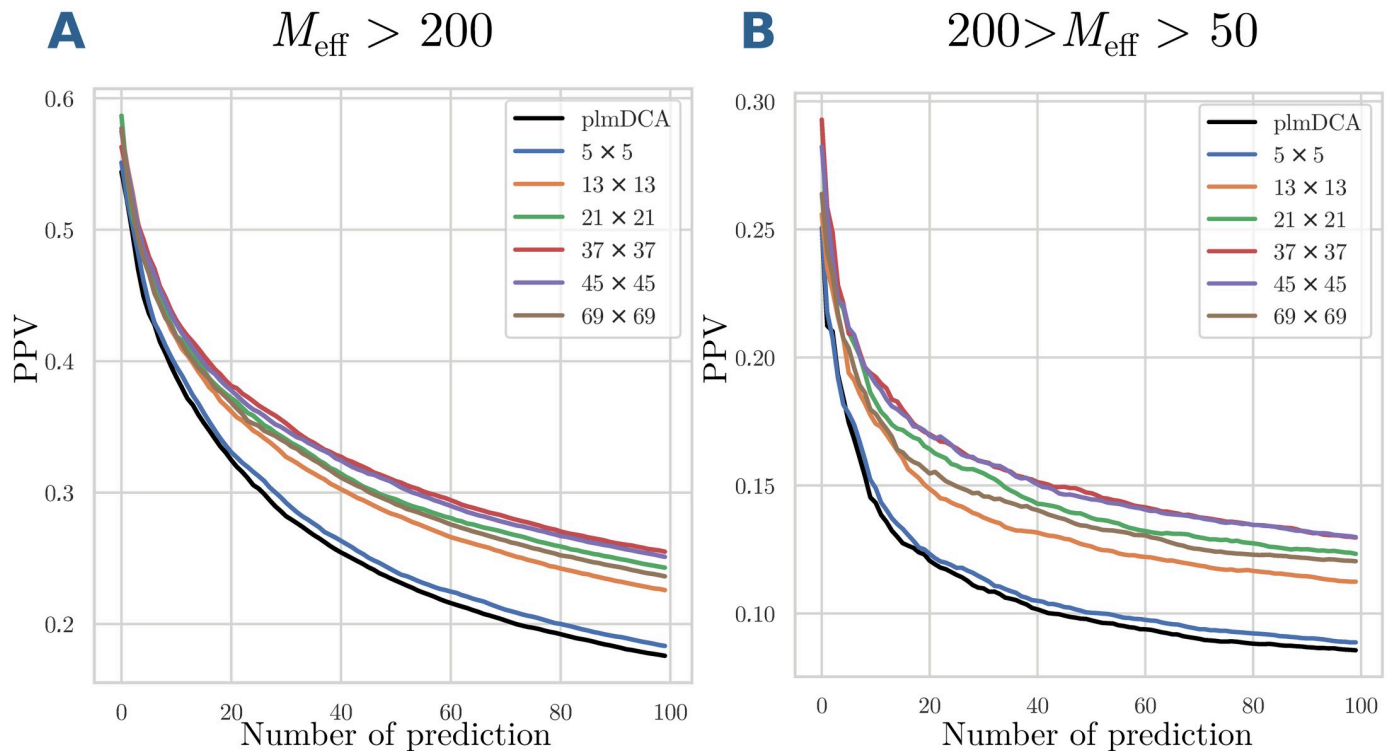 A
M_eff > 200
0.6
0.5
0.4
0.3
0.2
PPV
plmDCA
5 × 5
13 × 13
21 × 21
37 × 37
45 × 45
69 × 69
0 20 40 60 80 100
Number of prediction
B
200>M_eff > 50
0.30
0.25
0.20
0.15
0.10
PPV
plmDCA
5 × 5
13 × 13
21 × 21
37 × 37
45 × 45
69 × 69
0 20 40 60 80 100
Number of prediction